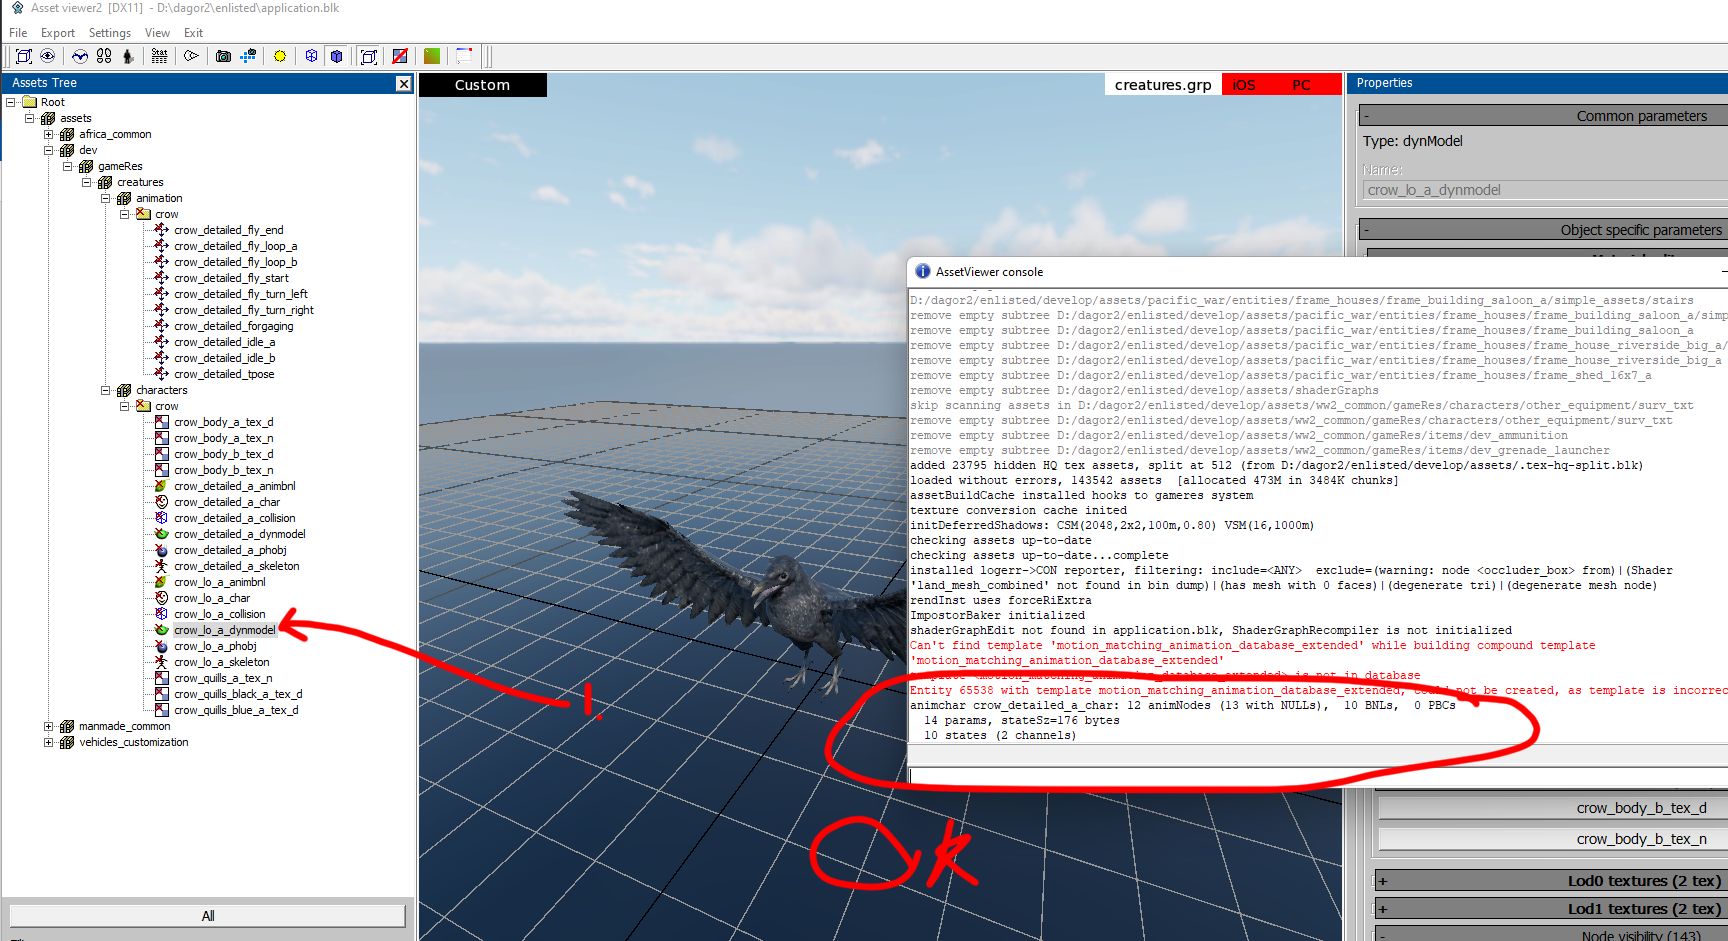 Asset viewer2 [DX11] - D:\dagor2\enlisted\application.blk
File Export Settings View Exit
Stat
Assets Tree
Root
assets
africa_common
dev
gameRes
creatures
animation
crow
crow_detailed_fly_end
crow_detailed_fly_loop_a
crow_detailed_fly_loop_b
crow_detailed_fly_start
crow_detailed_fly_turn_left
crow_detailed_fly_turn_right
crow_detailed_forgaging
crow_detailed_idle_a
crow_detailed_idle_b
crow_detailed_tpose
characters
crow
crow_body_a_tex_d
crow_body_a_tex_n
crow_body_b_tex_d
crow_body_b_tex_n
crow_detailed_a_animbnl
crow_detailed_a_char
crow_detailed_a_collision
crow_detailed_a_dynmodel
crow_detailed_a_phobj
crow_detailed_a_skeleton
crow_lo_a_animbnl
crow_lo_a_char
crow_lo_a_collision
crow_lo_a_dynmodel
crow_lo_a_phobj
crow_lo_a_skeleton
crow_quills_a_tex_n
crow_quills_black_a_tex_d
crow_quills_blue_a_tex_d
manmade_common
vehicles_customization
All
Custom
creatures.grp iOS PC
1.
Ok
AssetViewer console
D:/dagor2/enlisted/develop/assets/pacific_war/entities/frame_houses/frame_building_saloon_a/simple_assets/stairs
remove empty subtree D:/dagor2/enlisted/develop/assets/pacific_war/entities/frame_houses/frame_building_saloon_a/simp
remove empty subtree D:/dagor2/enlisted/develop/assets/pacific_war/entities/frame_houses/frame_building_saloon_a
remove empty subtree D:/dagor2/enlisted/develop/assets/pacific_war/entities/frame_houses/frame_house_riverside_big_a/
remove empty subtree D:/dagor2/enlisted/develop/assets/pacific_war/entities/frame_houses/frame_house_riverside_big_a
remove empty subtree D:/dagor2/enlisted/develop/assets/pacific_war/entities/frame_houses/frame_shed_16x7_a
remove empty subtree D:/dagor2/enlisted/develop/assets/shaderGraphs
skip scanning assets in D:/dagor2/enlisted/develop/assets/ww2_common/gameRes/characters/other_equipment/surv_txt
remove empty subtree D:/dagor2/enlisted/develop/assets/ww2_common/gameRes/characters/other_equipment/surv_txt
remove empty subtree D:/dagor2/enlisted/develop/assets/ww2_common/gameRes/items/dev_ammunition
remove empty subtree D:/dagor2/enlisted/develop/assets/ww2_common/gameRes/items/dev_grenade_launcher
added 23795 hidden HQ tex assets, split at 512 (from D:/dagor2/enlisted/develop/assets/.tex-hq-split.blk)
loaded without errors, 143542 assets [allocated 473M in 3484K chunks]
assetBuildCache installed hooks to gameres system
texture conversion cache inited
initDeferredShadows: CSM(2048,2x2,100m,0.80) VSM(16,1000m)
checking assets up-to-date
checking assets up-to-date...complete
installed logerr->CON reporter, filtering: include=<ANY> exclude=(warning: node <occluder_box> from)|(Shader
'land_mesh_combined' not found in bin dump)|(has mesh with 0 faces)|(degenerate tri)|(degenerate mesh node)
rendInst uses forceRiExtra
ImpostorBaker initialized
shaderGraphEdit not found in application.blk, ShaderGraphRecompiler is not initialized
Can't find template 'motion_matching_animation_database_extended' while building compound template
'motion_matching_animation_database_extended'
template <motion_matching_animation_database_extended> is not in database
Entity 65538 with template motion_matching_animation_database_extended, could not be created, as template is incorrec
animchar crow_detailed_a_char: 12 animNodes (13 with NULLs), 10 BNLs, 0 PBCs
14 params, stateSz=176 bytes
10 states (2 channels)
Properties
Common parameters
Type: dynModel
Name:
crow_lo_a_dynmodel
Object specific parameters
crow_body_b_tex_d
crow_body_b_tex_n
Lod0 textures (2 tex)
Lod1 textures (2 tex)
Node visibility (143)